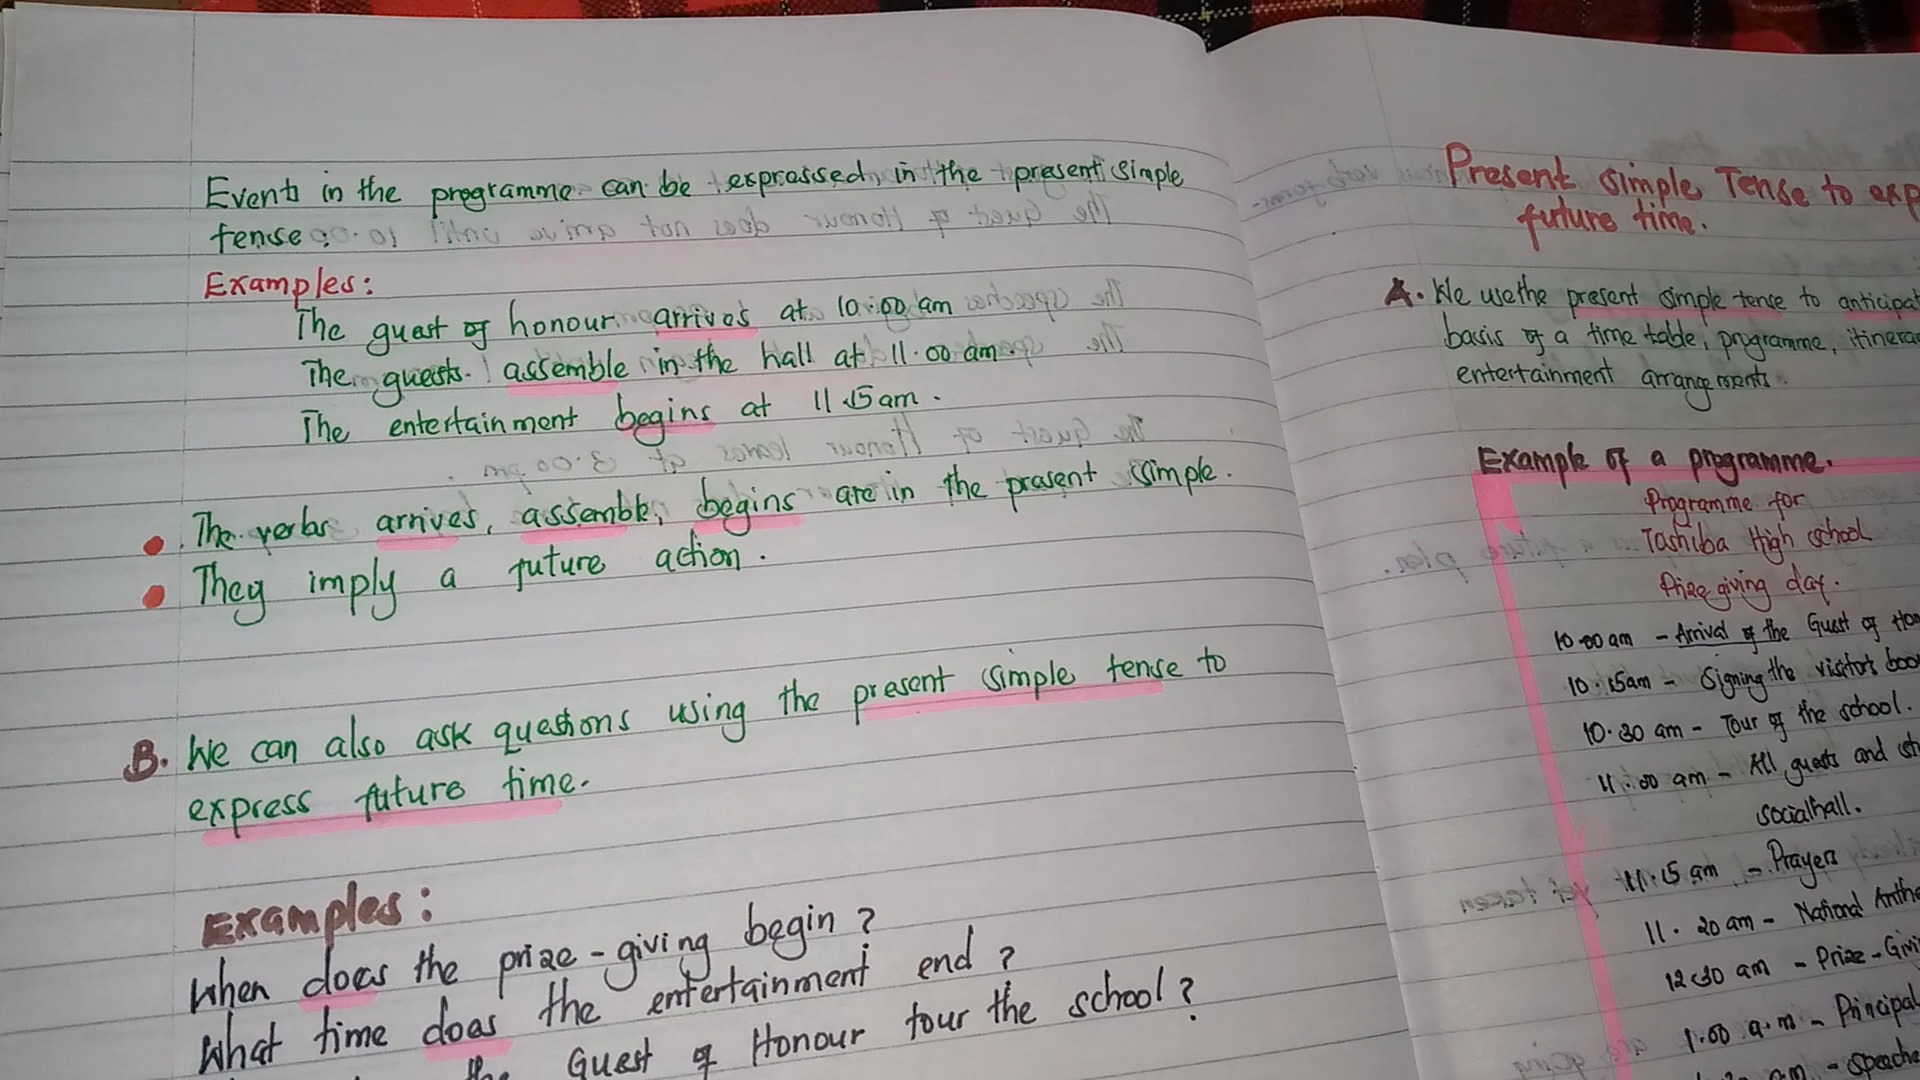 Events in the programme can be expressed in the present simple
tense
Examples:
The guest of honour arrives at 10:00 am
The guests assemble in the hall at 11.00 am.
The entertainment begins at 11.15am.
The verbs arrives, assemble, begins are in the present simple.
They imply a future action.
B. We can also ask questions using the present simple tense to
express future time.
Examples:
When does the prize-giving begin?
What time does the entertainment end?
the Guest of Honour tour the school?
Present simple Tense to exp
future time.
A. We use the present simple tense to anticipat
basis of a time table, programme, itinera
entertainment arrangements.
Example of a programme.
Programme for
Tashiba High school
Prize giving day.
10.00 am - Arrival of the Guest of Hon
10.15am - Signing the visitors boo
10.30 am - Tour of the school.
11.00 am - All guests and st
socialhall.
11.15 am - Prayers
11.20 am - National Anthe
12.30 am - Prize-Givi
1.00 a.m - Principal
am - Speeche